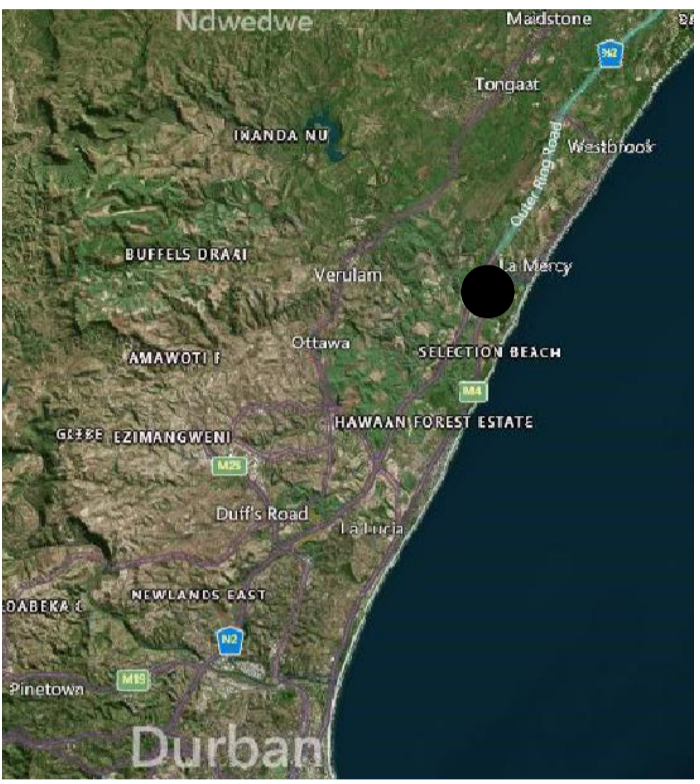 Ndwedwe
Maidstone
N2
Tongaat
INANDA NU
Westbrook
Outer Ring Road
BUFFELS DRAAI
La Mercy
Verulam
Ottawa
SELECTION BEACH
AMAWOTI
M4
HAWAAN FOREST ESTATE
EZIMANGWENI
M25
Duff's Road
La Lucia
NEWLANDS EAST
N2
M19
Pinetown
Durban